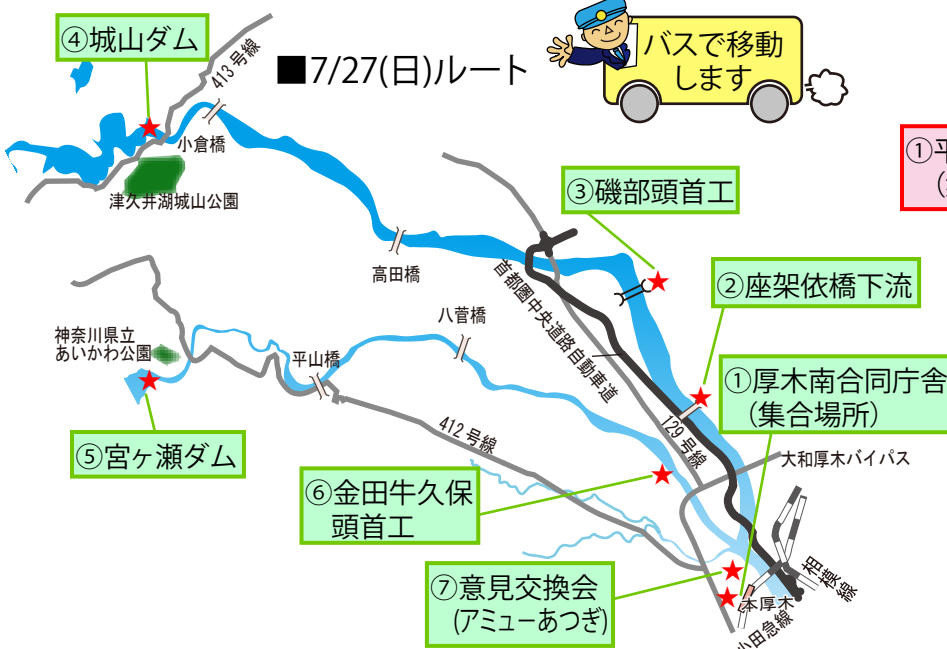 ④城山ダム
■7/27(日)ルート
バスで移動
します
413号線
小倉橋
津久井湖城山公園
①平
③磯部頭首工
高田橋
首都圏中央道路自動車道
②座架依橋下流
八菅橋
神奈川県立
あいかわ公園
平山橋
①厚木南合同庁舎
(集合場所)
412号線
129号線
大和厚木バイパス
⑤宮ヶ瀬ダム
⑥金田牛久保
頭首工
⑦意見交換会
(アミューあつぎ)
本厚木
相模線
小田急線